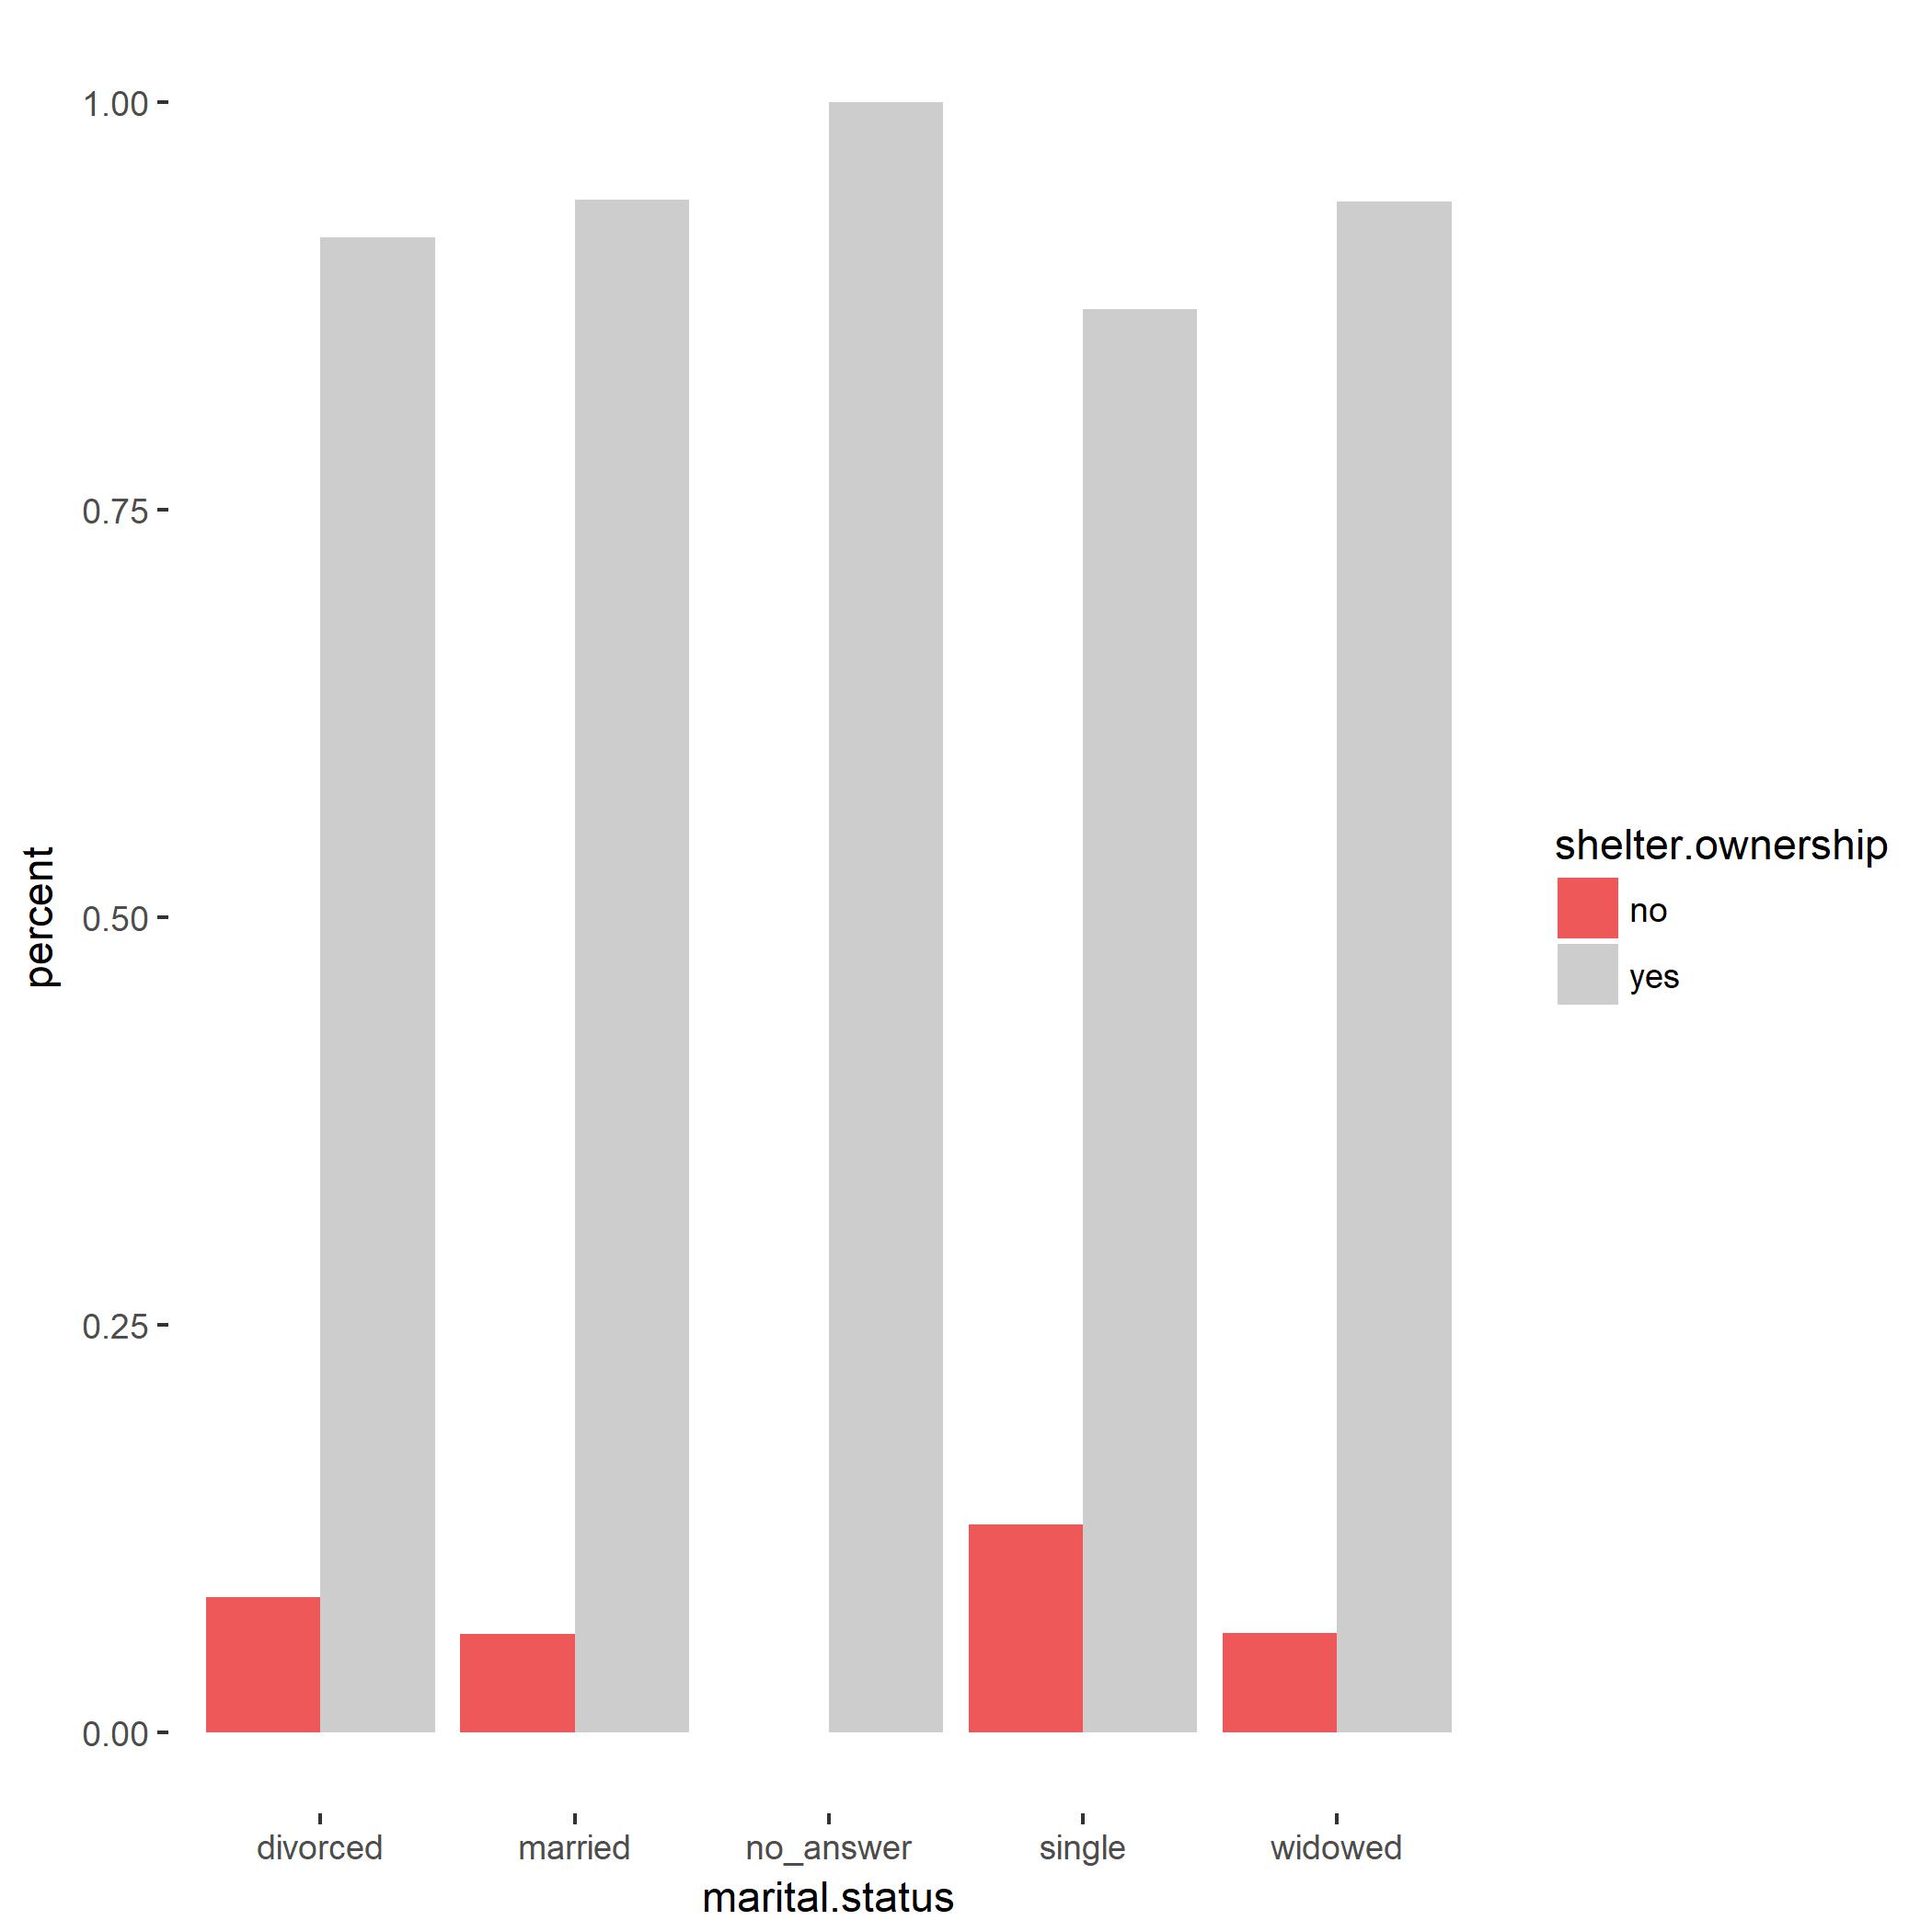 1.00
0.75
0.50
0.25
0.00
percent
divorced married no_answer single widowed
marital.status
shelter.ownership
no
yes